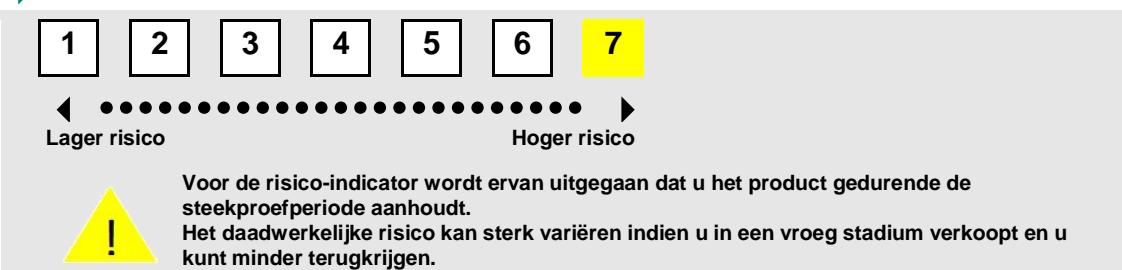 1 2 3 4 5 6 7
Lager risico Hoger risico
! Voor de risico-indicator wordt ervan uitgegaan dat u het product gedurende de
steekproefperiode aanhoudt.
Het daadwerkelijke risico kan sterk variëren indien u in een vroeg stadium verkoopt en u
kunt minder terugkrijgen.